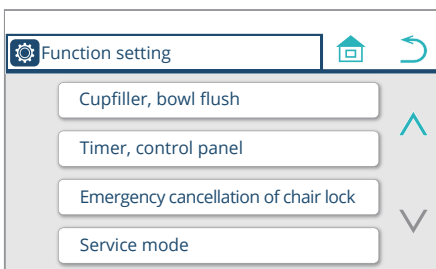 Function setting
Cupfiller, bowl flush
Timer, control panel
Emergency cancellation of chair lock
Service mode